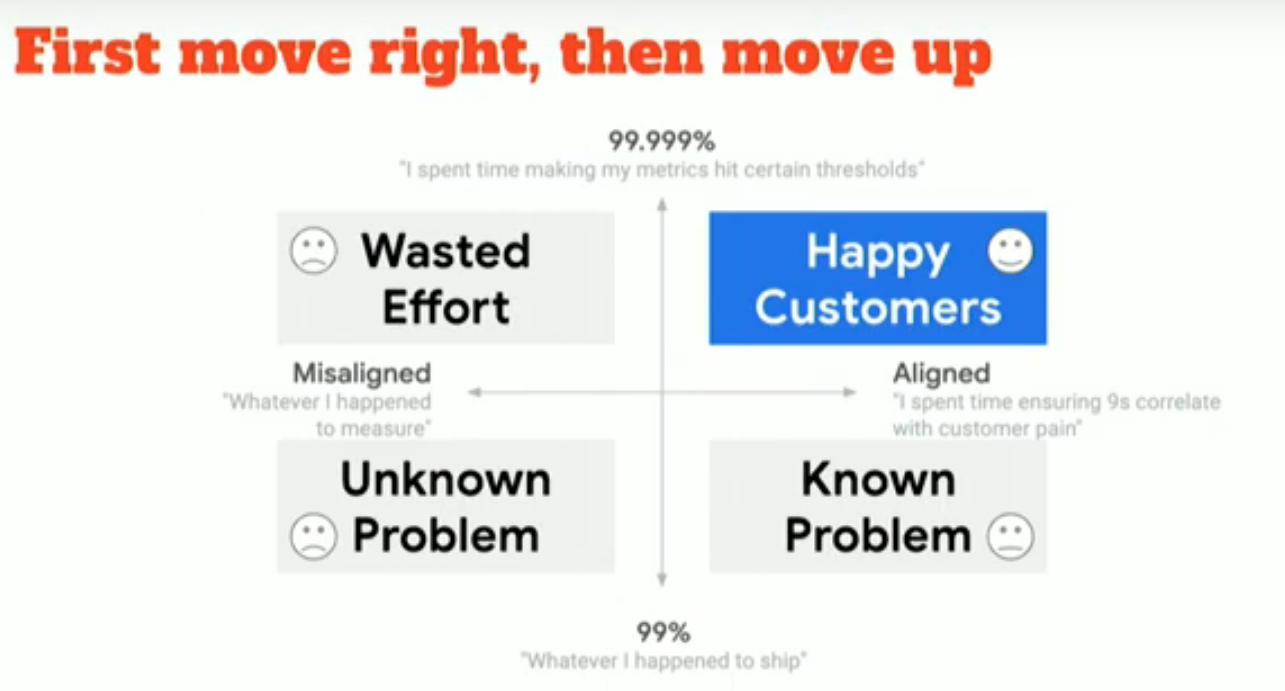 First move right, then move up
99.999%
"I spent time making my metrics hit certain thresholds"
Wasted
Effort
Happy
Customers
Misaligned
"Whatever I happened
to measure"
Aligned
"I spent time ensuring 9s correlate
with customer pain"
Unknown
Problem
Known
Problem
99%
"Whatever I happened to ship"